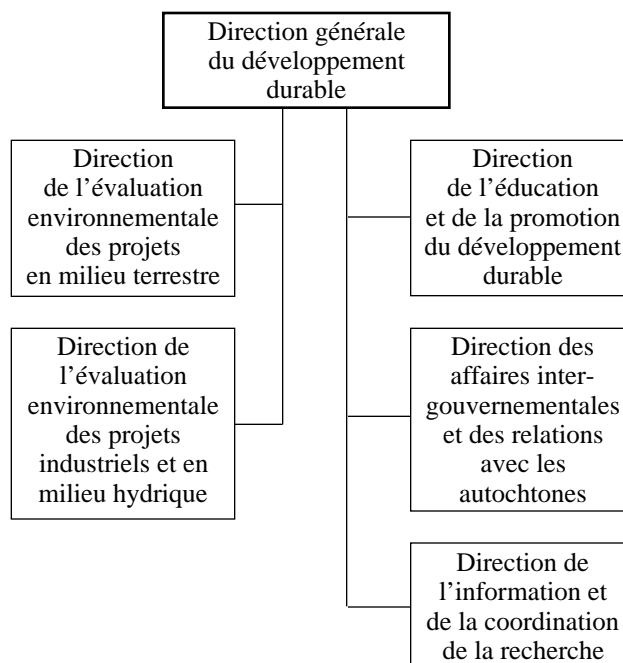 Direction générale
du développement
durable
Direction
de l’évaluation
environnementale
des projets
en milieu terrestre
Direction de
l’évaluation
environnementale
des projets
industriels et en
milieu hydrique
Direction
de l’éducation
et de la promotion
du développement
durable
Direction des
affaires inter-
gouvernementales
et des relations
avec les
autochtones
Direction de
l’information et
de la coordination
de la recherche